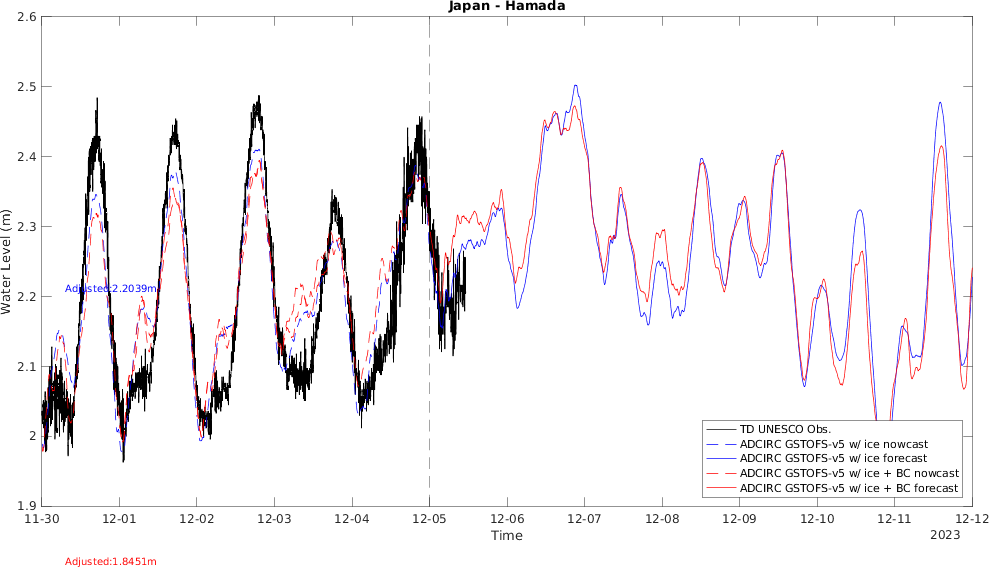 Japan - Hamada
2.6
2.5
2.4
2.3
2.2
2.1
2
1.9
Water Level (m)
Adjusted:2.2039m
TD UNESCO Obs.
ADCIRC GSTOFS-v5 w/ ice nowcast
ADCIRC GSTOFS-v5 w/ ice forecast
ADCIRC GSTOFS-v5 w/ ice + BC nowcast
ADCIRC GSTOFS-v5 w/ ice + BC forecast
11-30 12-01 12-02 12-03 12-04 12-05 12-06 12-07 12-08 12-09 12-10 12-11 12-12
Time
2023
Adjusted:1.8451m